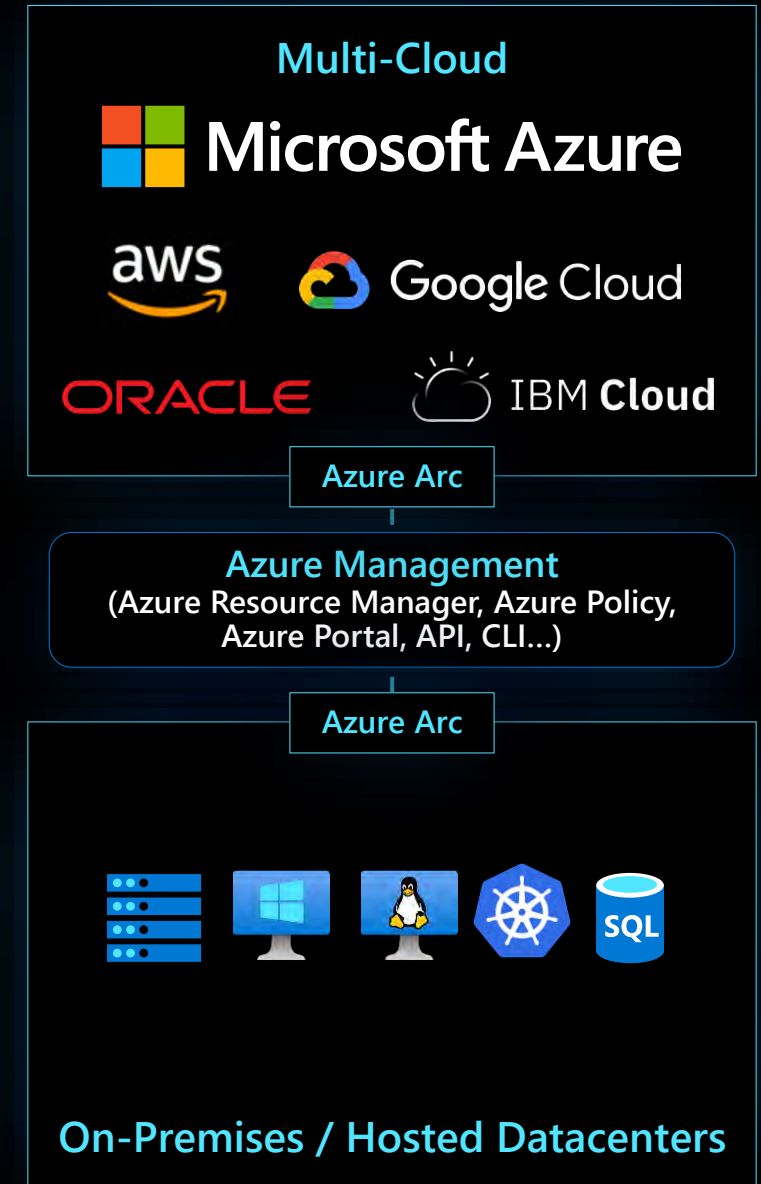 Multi-Cloud
Microsoft Azure
aws
Google Cloud
ORACLE
IBM Cloud
Azure Arc
Azure Management
(Azure Resource Manager, Azure Policy,
Azure Portal, API, CLI...)
Azure Arc
SQL
On-Premises / Hosted Datacenters